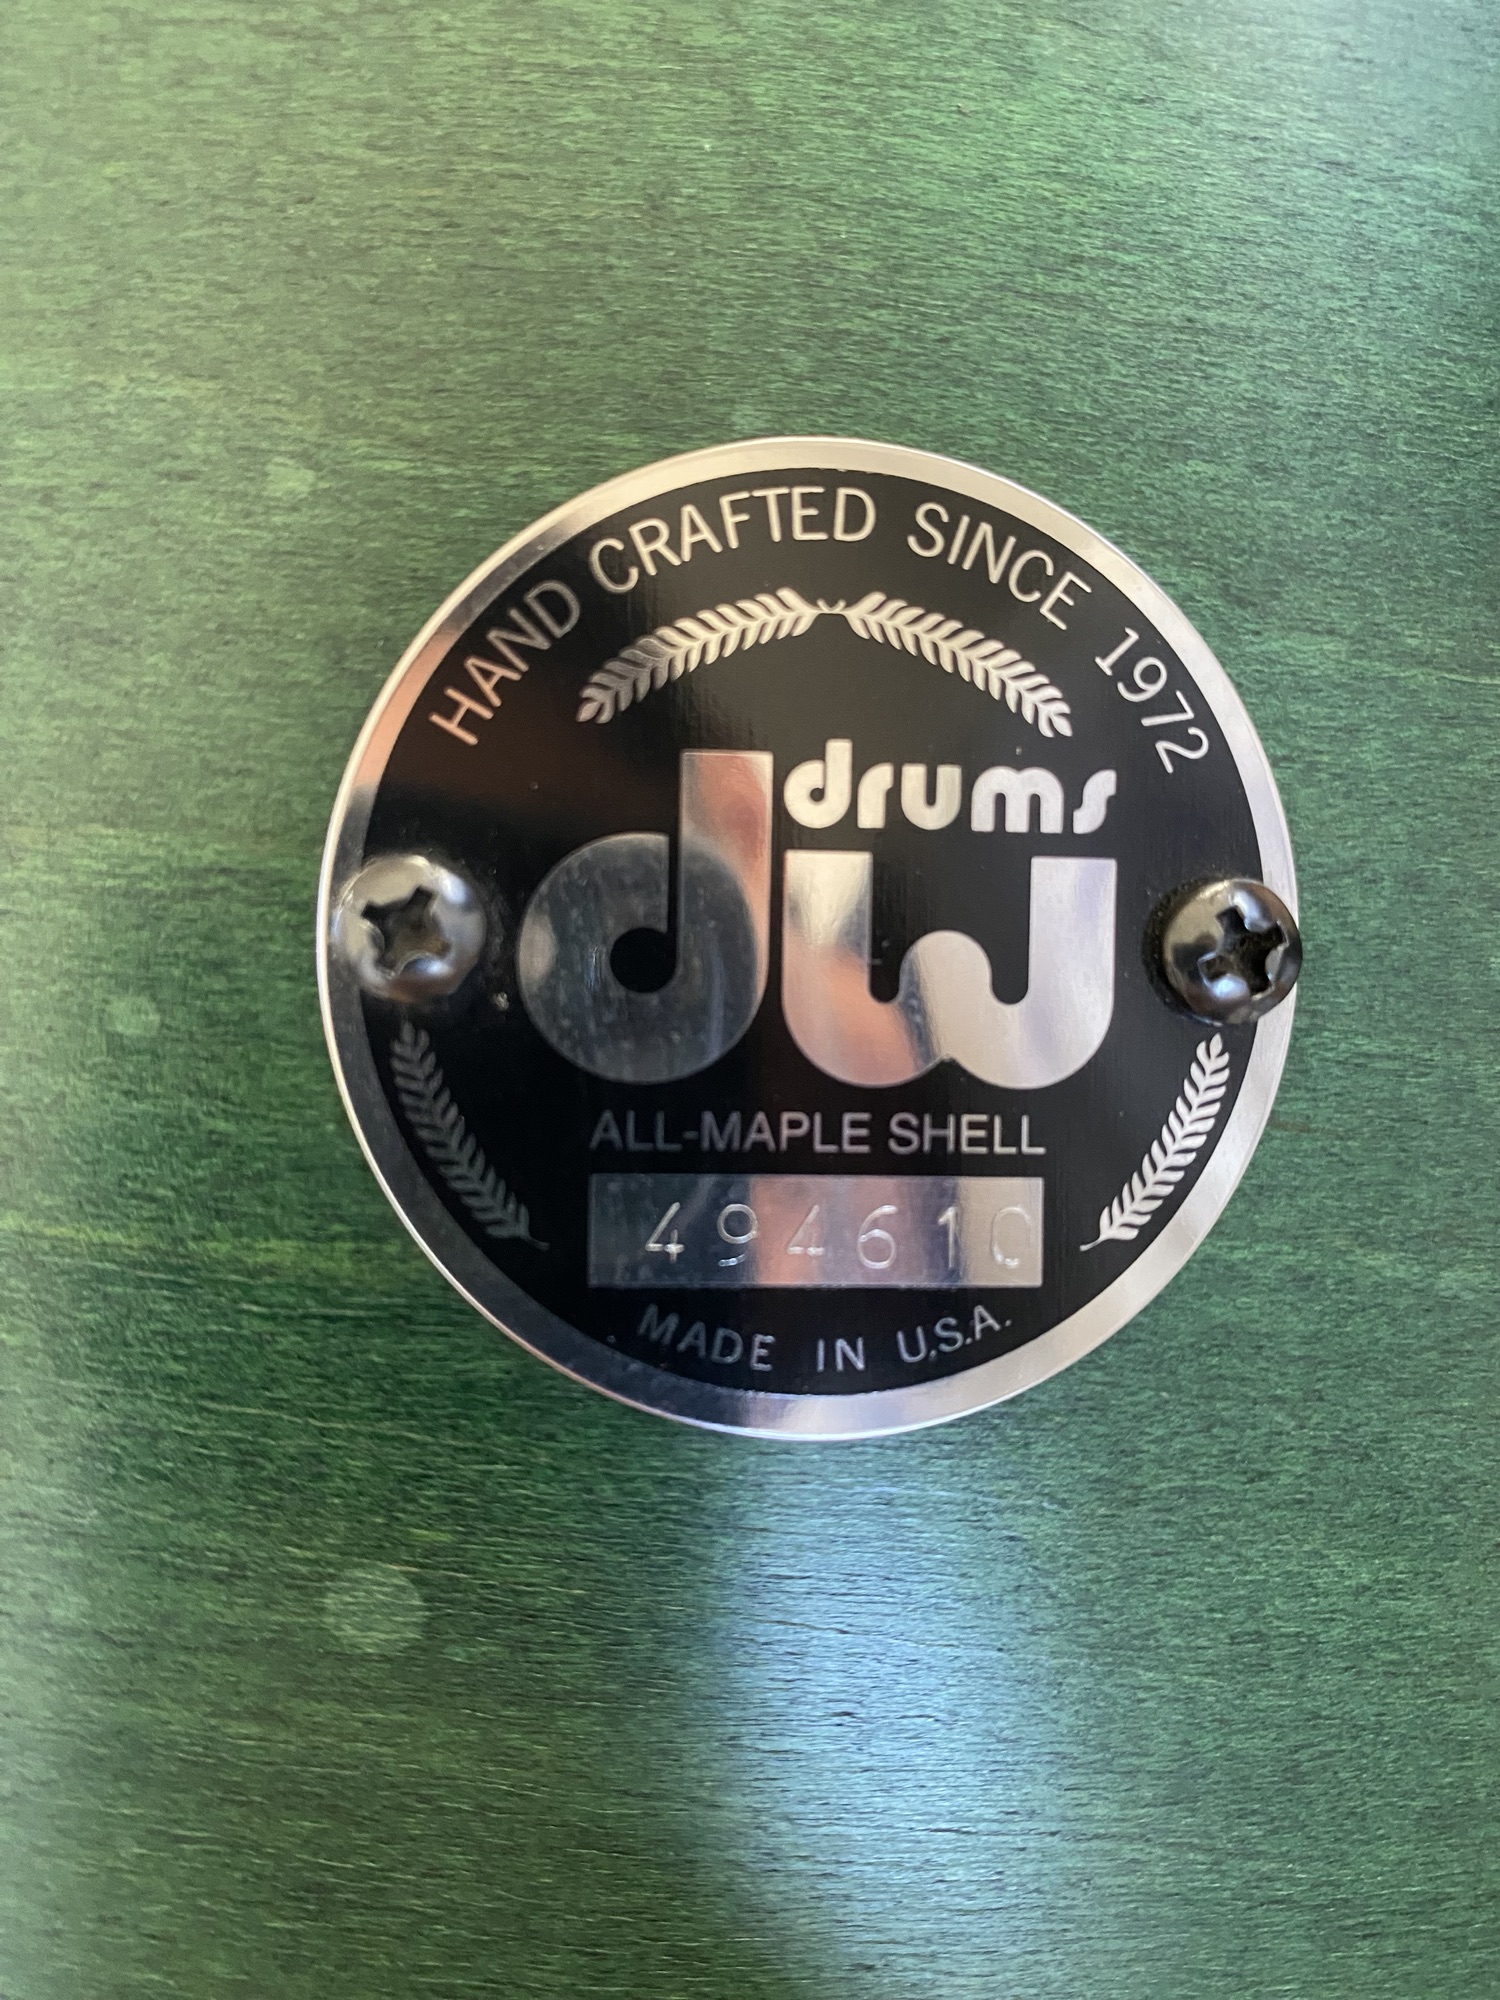 HAND CRAFTED SINCE 1972
drums
dw
ALL-MAPLE SHELL
494610
MADE IN U.S.A.